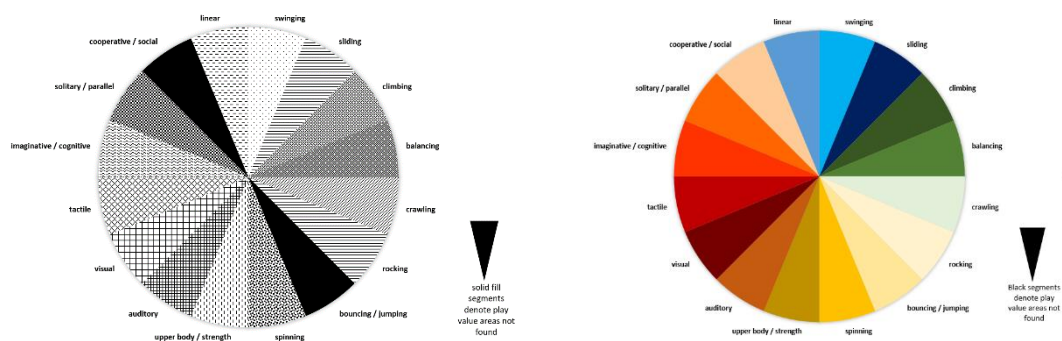 linear
swinging
sliding
climbing
balancing
crawling
rocking
bouncing / jumping
spinning
upper body / strength
auditory
visual
tactile
imaginative / cognitive
solitary / parallel
cooperative / social
solid fill
segments
denote play
value areas not
found
linear
swinging
sliding
climbing
balancing
crawling
rocking
bouncing / jumping
spinning
upper body / strength
auditory
visual
tactile
imaginative / cognitive
solitary / parallel
cooperative / social
Black segments
denote play
value areas not
found